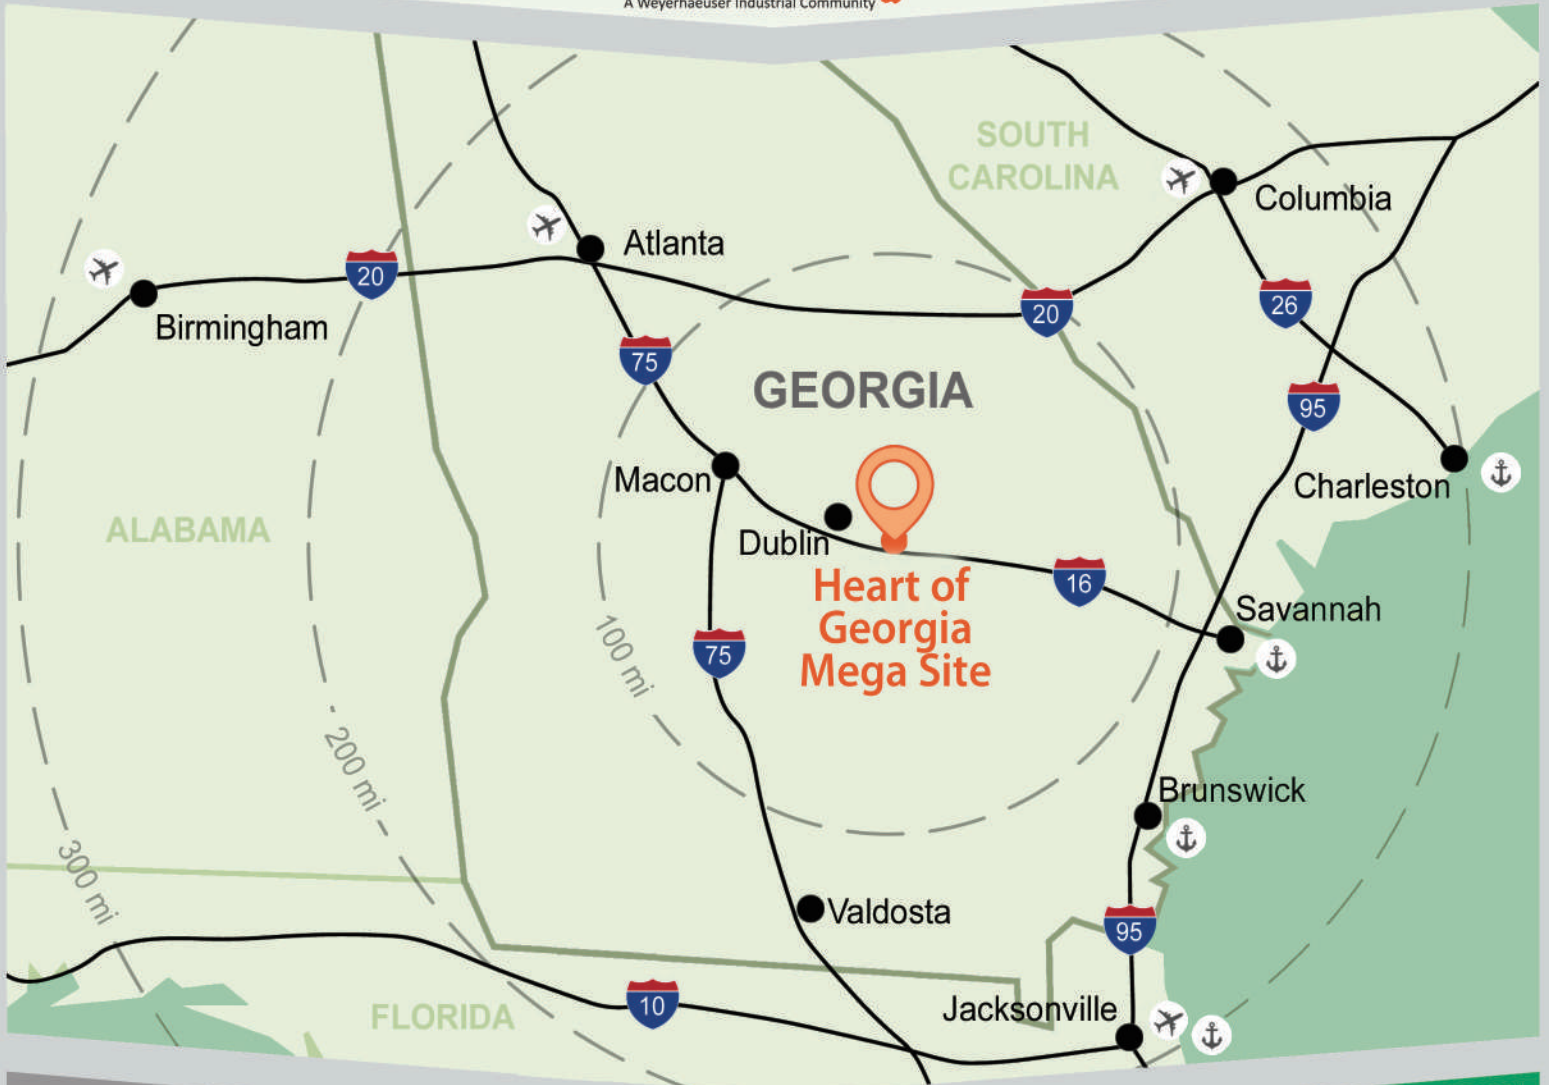 A Weyerhaeuser Industrial Community
SOUTH
CAROLINA
Columbia
Atlanta
20
Birmingham
20
26
75
GEORGIA
95
Macon
Charleston
ALABAMA
Dublin
Heart of
Georgia
Mega Site
16
Savannah
100 mi
75
200 mi
Brunswick
300 mi
Valdosta
95
10
FLORIDA
Jacksonville